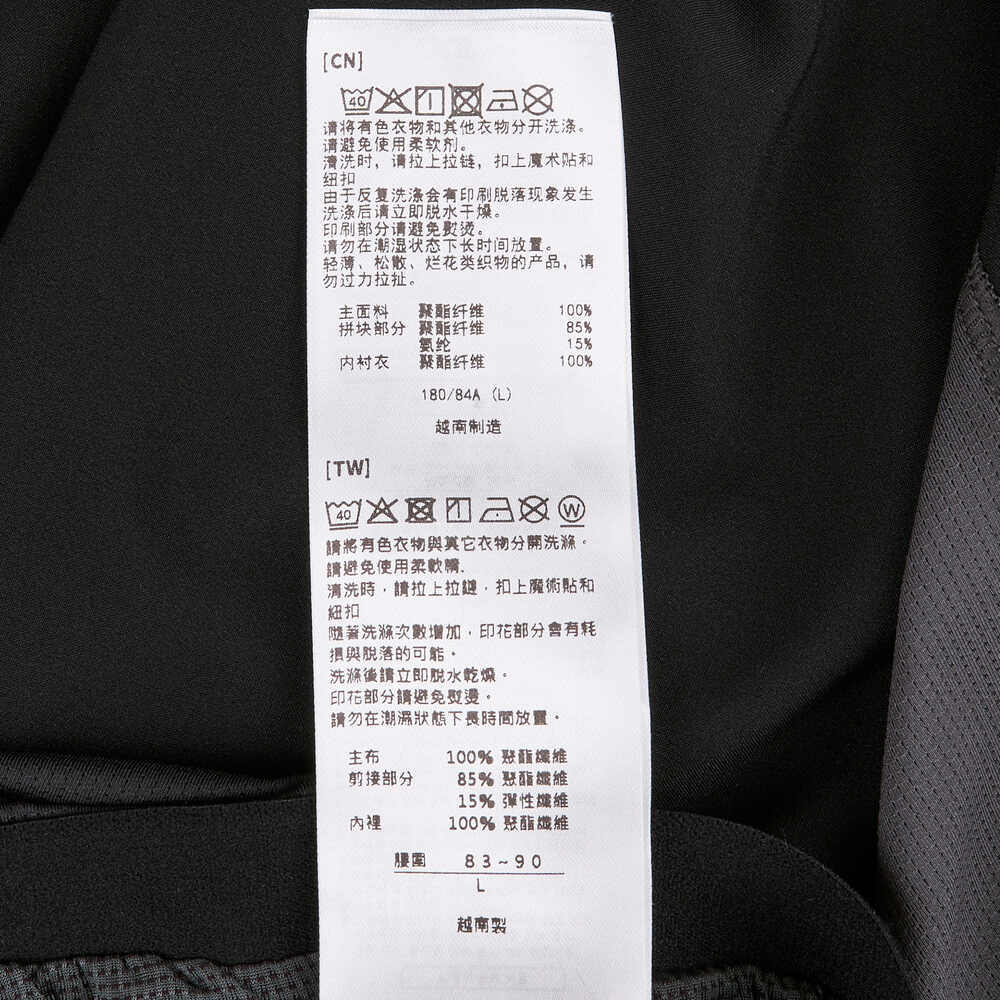 [CN]
40
请将有色衣物和其他衣物分开洗涤。
请避免使用柔软剂。
清洗时，请拉上拉链，扣上魔术贴和
纽扣
由于反复洗涤会有印刷脱落现象发生
洗涤后请立即脱水干燥。
印刷部分请避免熨烫。
请勿在潮湿状态下长时间放置。
轻薄、松散、烂花类织物的产品，请
勿过力拉扯。
主面料 聚酯纤维 100%
拼块部分 聚酯纤维 85%
氨纶 15%
内衬衣 聚酯纤维 100%
180/84A (L)
越南制造
[TW]
40 W
請將有色衣物與其它衣物分開洗滌。
請避免使用柔軟精.
清洗時，請拉上拉鏈，扣上魔術貼和
紐扣
隨著洗滌次數增加，印花部分會有耗
損與脫落的可能。
洗滌後請立即脫水乾燥。
印花部分請避免熨燙。
請勿在潮濕狀態下長時間放置。
主布 100% 聚酯纖維
剪接部分 85% 聚酯纖維
15% 彈性纖維
內裡 100% 聚酯纖維
腰圍 83~90
L
越南製